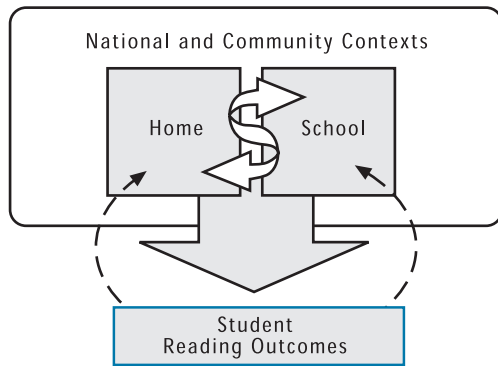 National and Community Contexts
Home
School
Student
Reading Outcomes